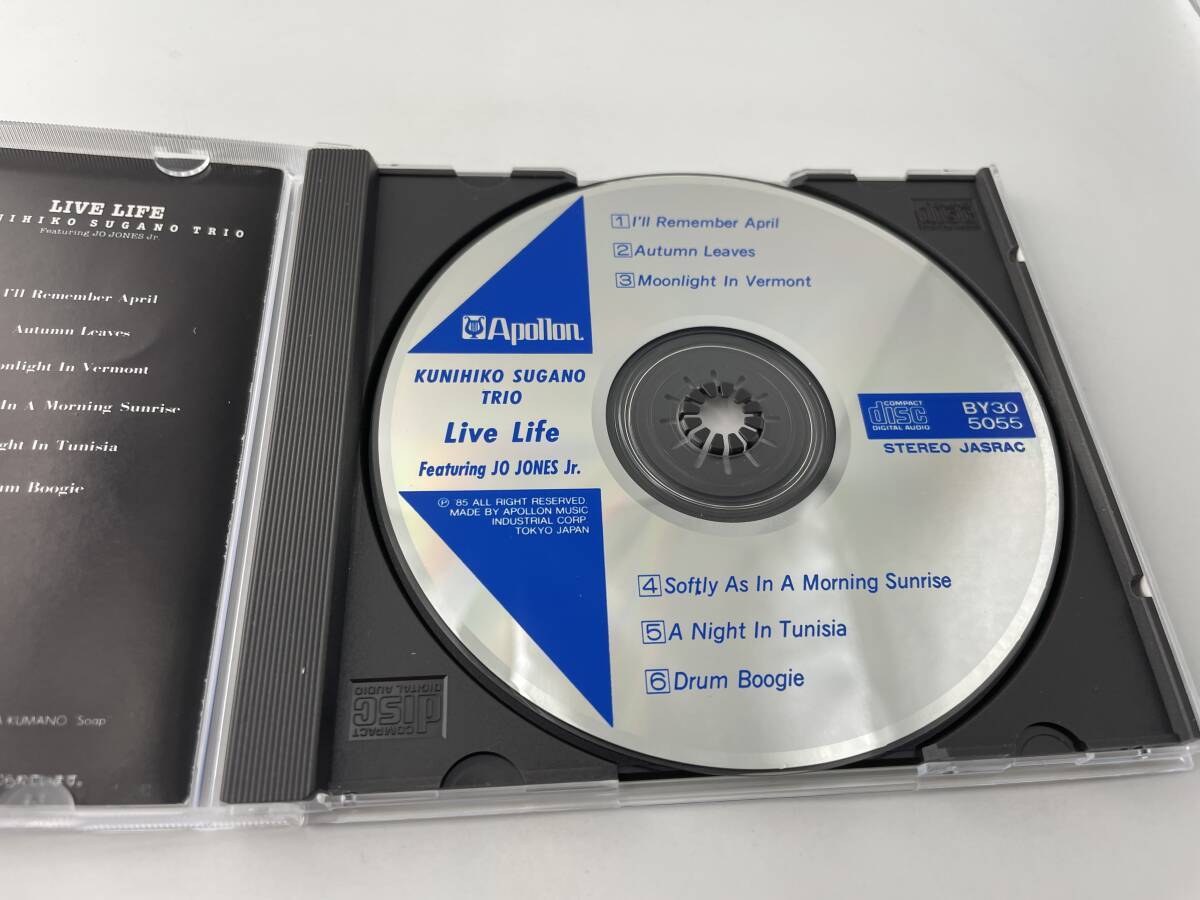 LIVE LIFE
SUGANO TRIO
Featuring JO JONES Jr.
I'll Remember April
Autumn Leaves
In Vermont
In A Morning Sunrise
In Tunisia
Boogie
KUMANO Soap
1 I'll Remember April
2 Autumn Leaves
3 Moonlight In Vermont
Apollon
KUNIHIKO SUGANO
TRIO
Live Life
Featuring JO JONES Jr.
Ⓟ '85 ALL RIGHT RESERVED.
MADE BY APOLLON MUSIC
INDUSTRIAL CORP.
TOKYO JAPAN
COMPACT
disc
DIGITAL AUDIO
BY30
5055
STEREO JASRAC
4 Softly As In A Morning Sunrise
5 A Night In Tunisia
6 Drum Boogie
COMPACT
disc
DIGITAL AUDIO